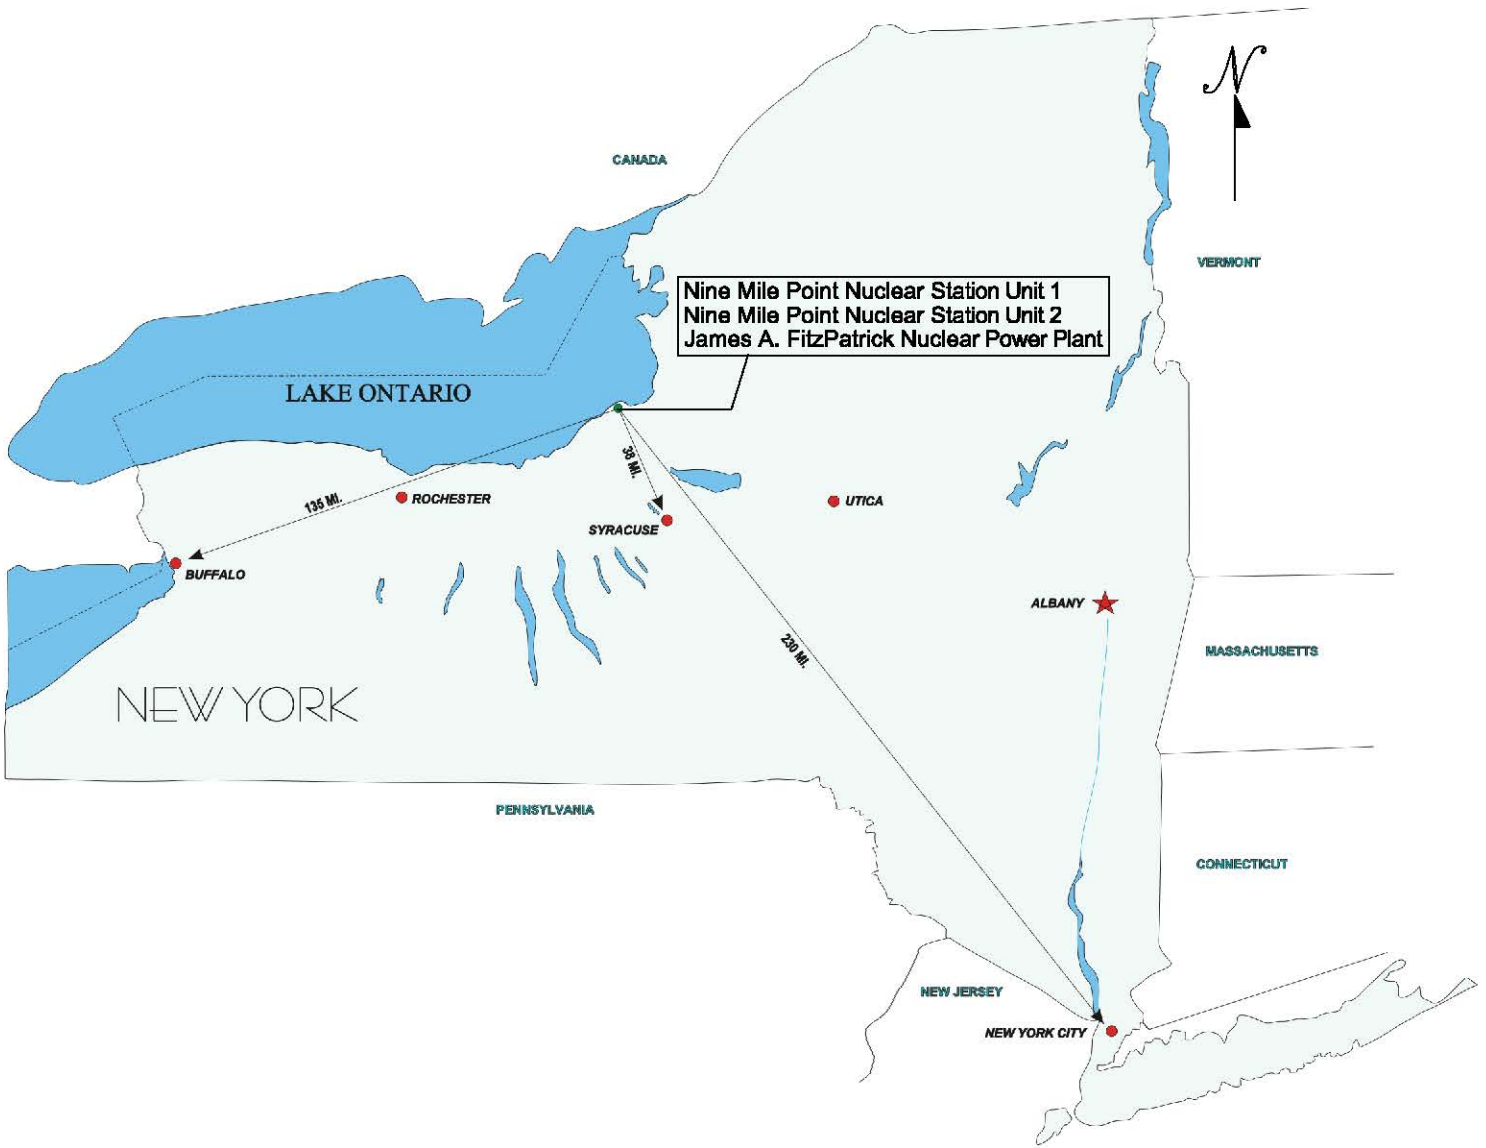 N
CANADA
VERMONT
Nine Mile Point Nuclear Station Unit 1
Nine Mile Point Nuclear Station Unit 2
James A. FitzPatrick Nuclear Power Plant
LAKE ONTARIO
38 MI.
135 MI.
ROCHESTER
UTICA
SYRACUSE
BUFFALO
ALBANY
230 MI.
MASSACHUSETTS
NEW YORK
PENNSYLVANIA
CONNECTICUT
NEW JERSEY
NEW YORK CITY